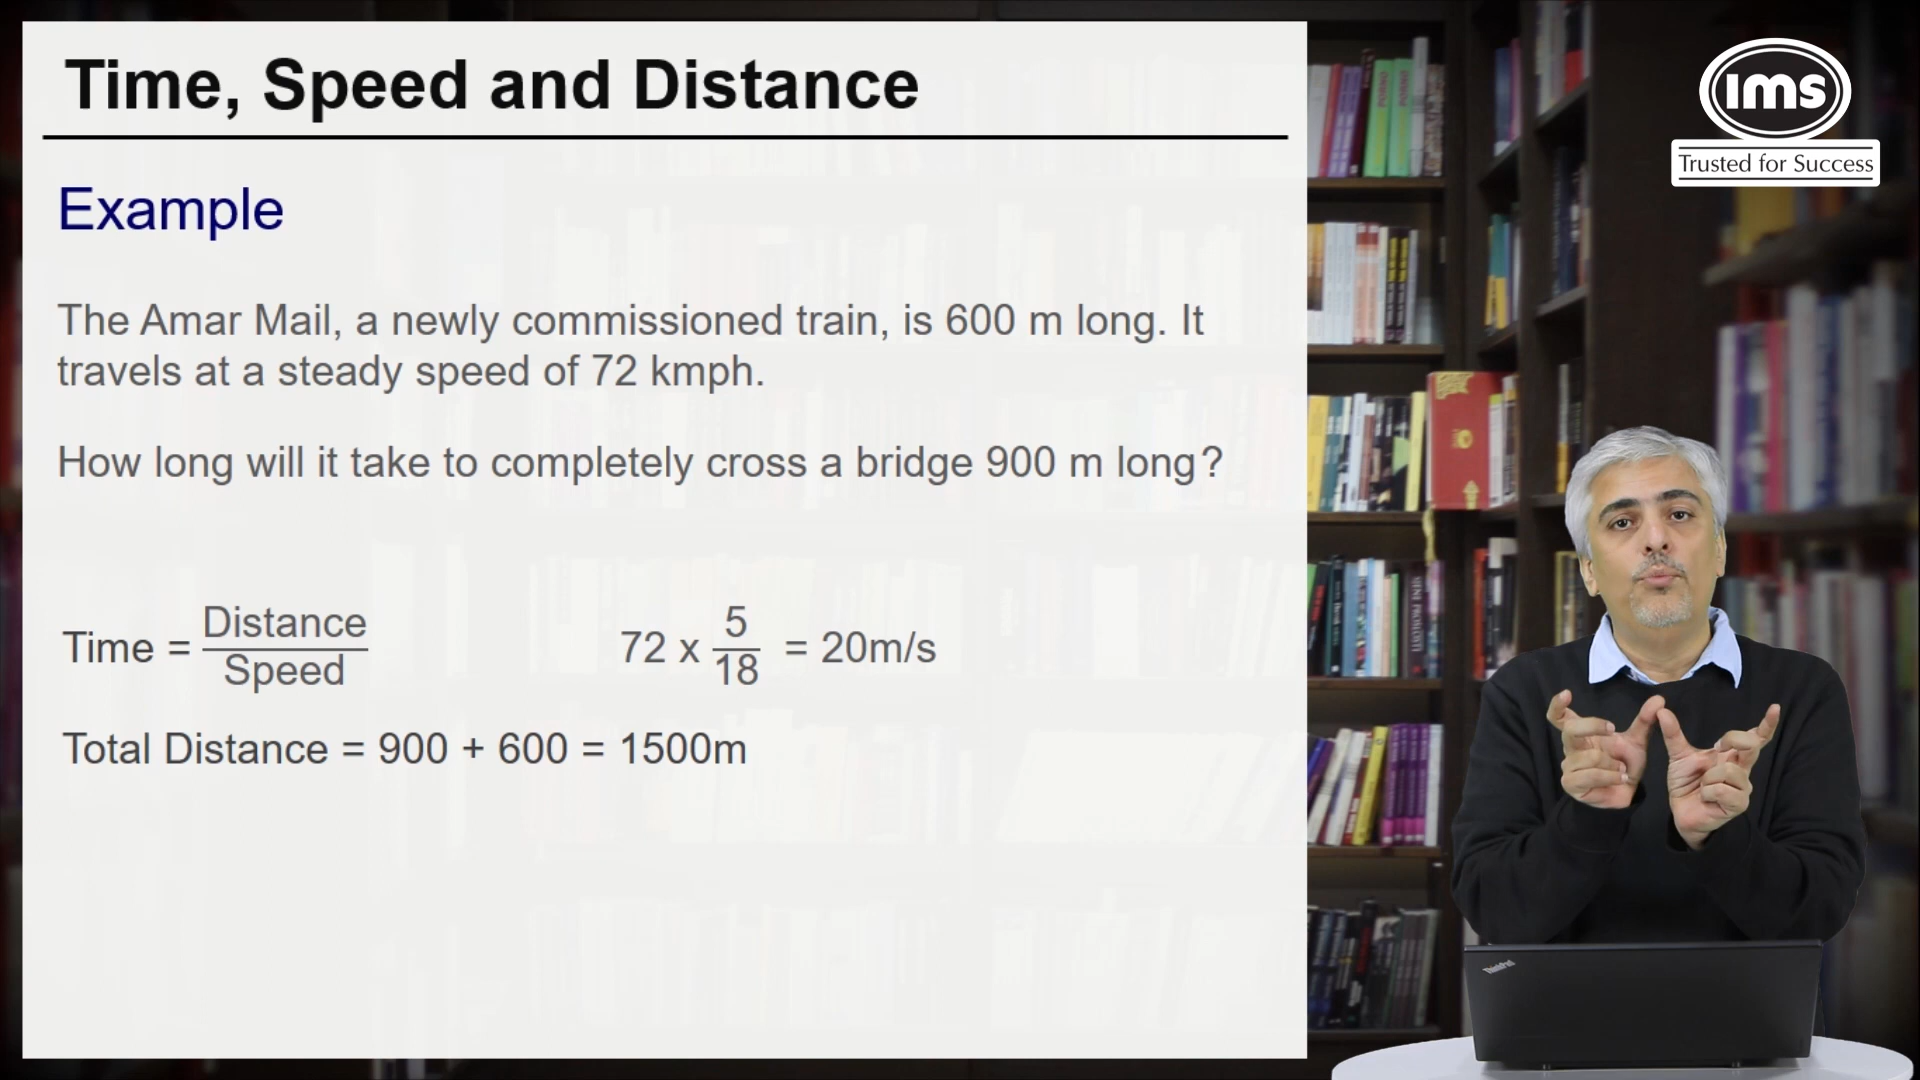 Time, Speed and Distance
ims
Trusted for Success
Example
The Amar Mail, a newly commissioned train, is 600 m long. It
travels at a steady speed of 72 kmph.
How long will it take to completely cross a bridge 900 m long?
Time = Distance / Speed
72 x 5/18 = 20m/s
Total Distance = 900 + 600 = 1500m
ThinkPad